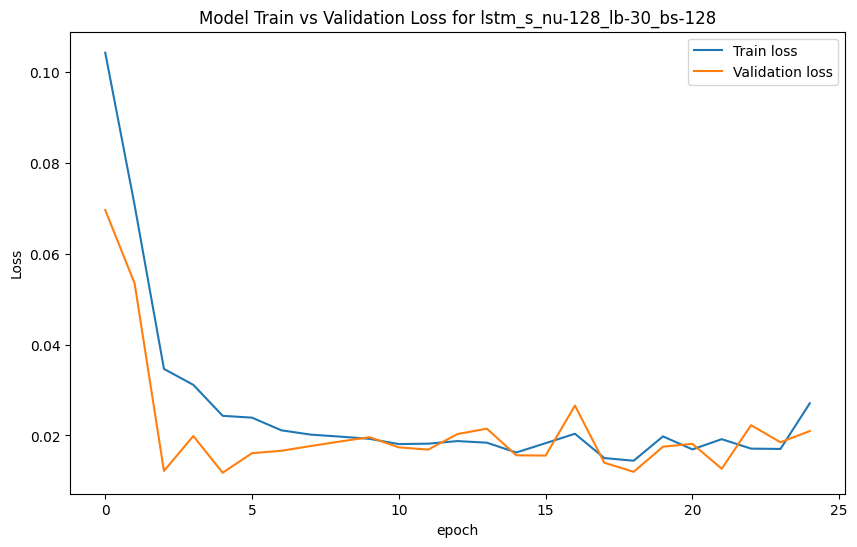 Model Train vs Validation Loss for lstm_s_nu-128_lb-30_bs-128
Train loss
Validation loss
0.10
0.08
0.06
0.04
0.02
Loss
0
5
10
15
20
25
epoch